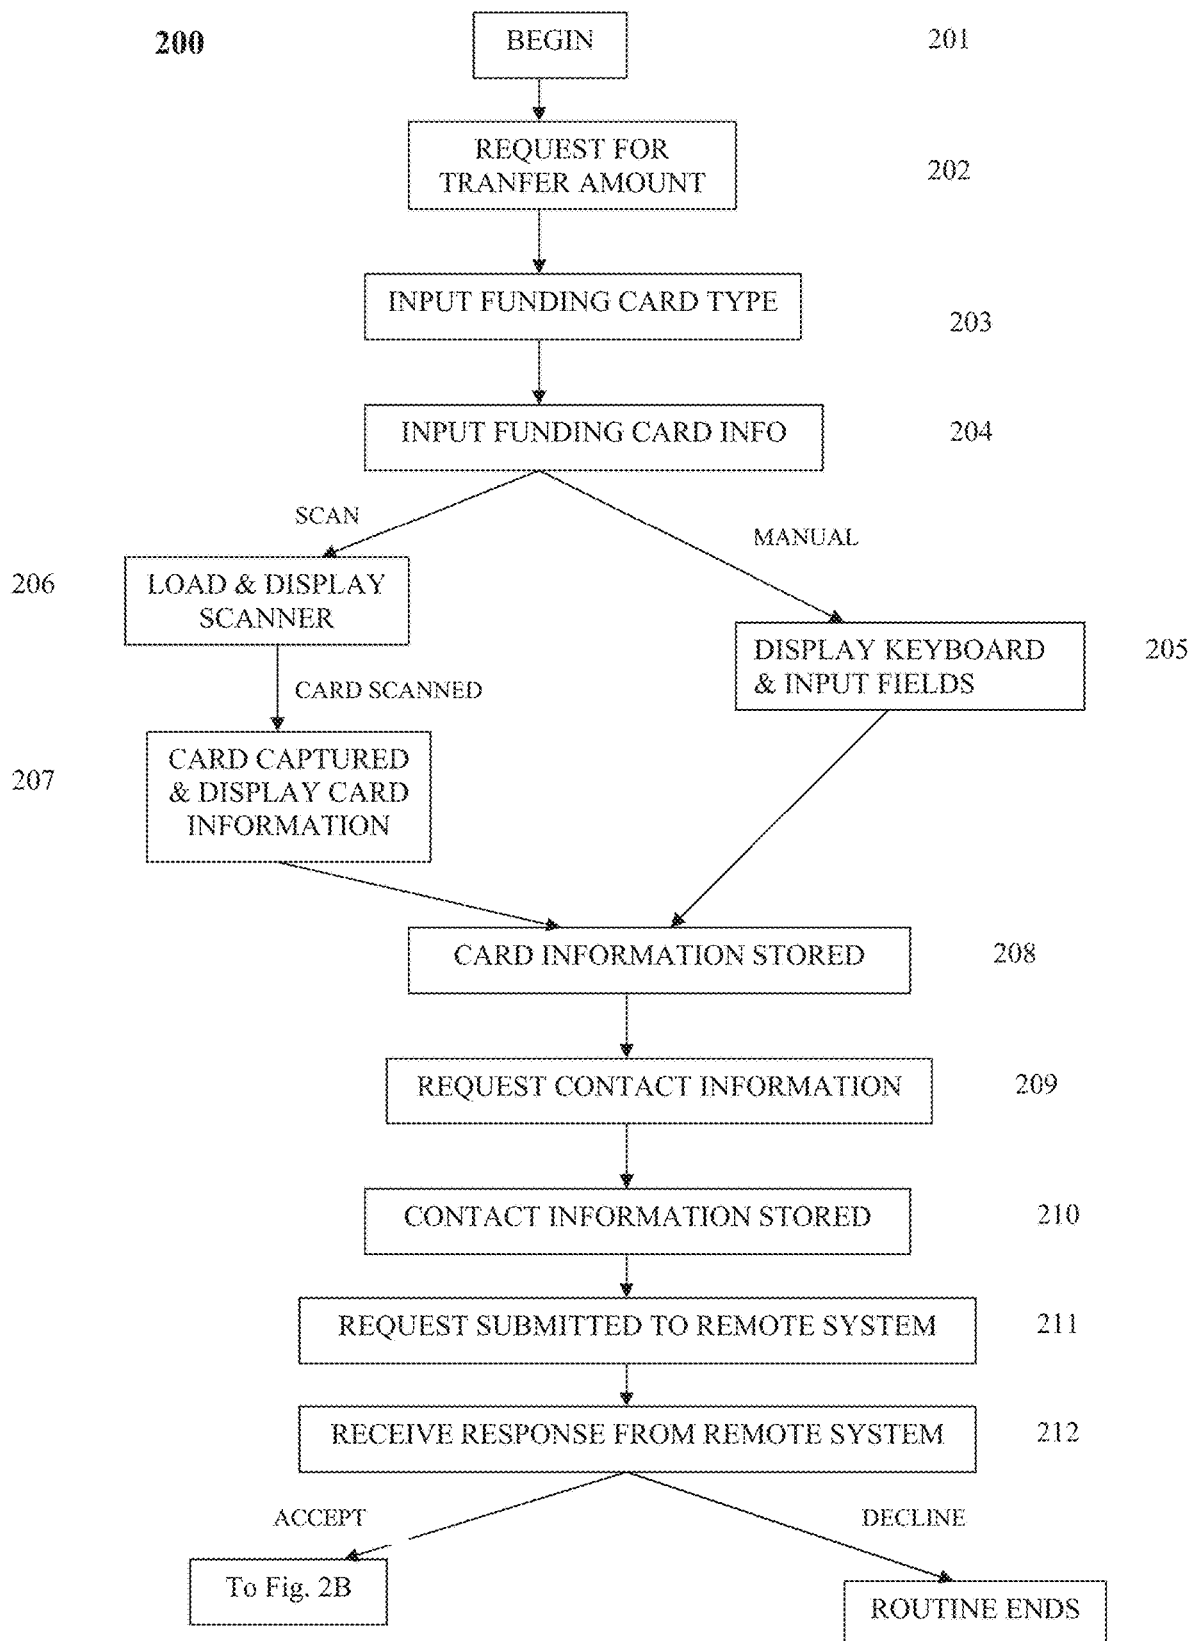 200
BEGIN
201
REQUEST FOR
TRANFER AMOUNT
202
INPUT FUNDING CARD TYPE
203
INPUT FUNDING CARD INFO
204
SCAN
MANUAL
206
LOAD & DISPLAY
SCANNER
DISPLAY KEYBOARD
& INPUT FIELDS
205
CARD SCANNED
207
CARD CAPTURED
& DISPLAY CARD
INFORMATION
CARD INFORMATION STORED
208
REQUEST CONTACT INFORMATION
209
CONTACT INFORMATION STORED
210
REQUEST SUBMITTED TO REMOTE SYSTEM
211
RECEIVE RESPONSE FROM REMOTE SYSTEM
212
ACCEPT
DECLINE
To Fig. 2B
ROUTINE ENDS